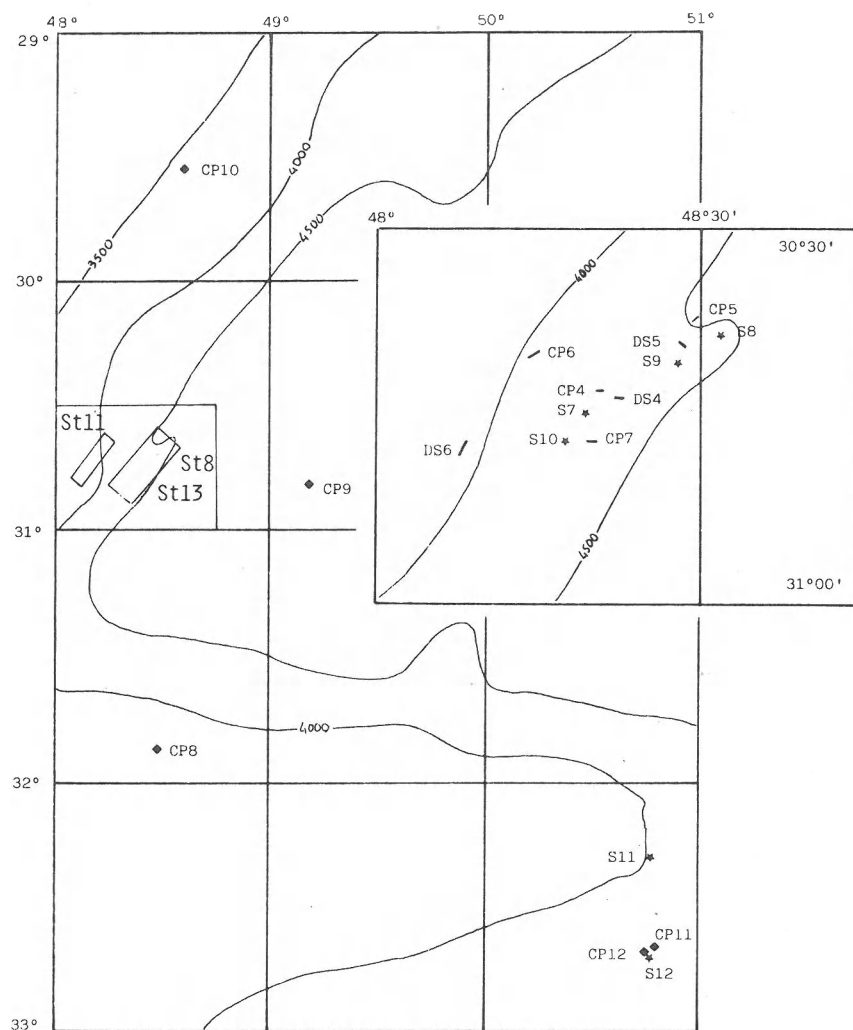 48° 49° 50° 51°
29°
CP10
4000
3500
4500
30°
48° 48°30'
30°30'
4000
CP5
S8
DS5
CP6
S9
CP4
DS4
S7
S10
CP7
DS6
4500
31°00'
St11
St8
St13
CP9
31°
4000
CP8
32°
S11
CP11
CP12
S12
33°